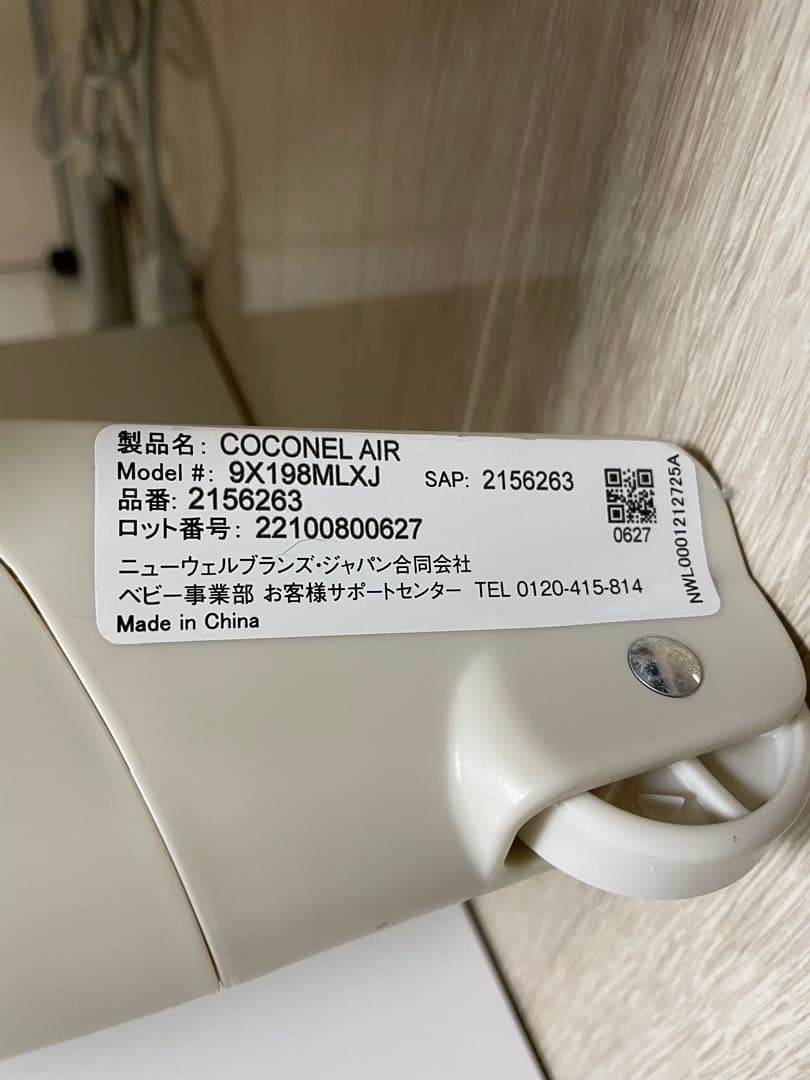 製品名: COCONEL AIR
Model #: 9X198MLXJ SAP: 2156263
品番: 2156263
ロット番号: 22100800627
0627
ニューウェルブランズ・ジャパン合同会社
ベビー事業部 お客様サポートセンター TEL 0120-415-814
Made in China
NWL0001212725A